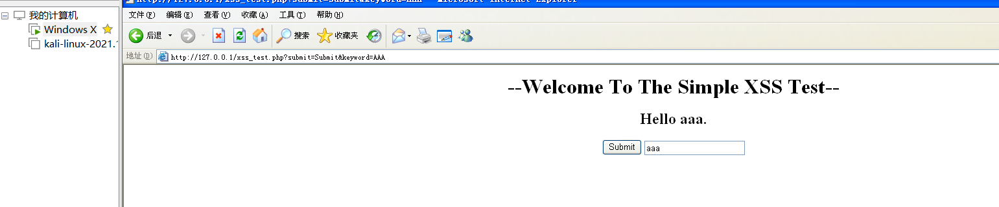 我的计算机
Windows X
kali-linux-2021.1
文件(F) 编辑(E) 查看(V) 收藏(A) 工具(T) 帮助(H)
后退 搜索 收藏夹
地址(D) http://127.0.0.1/xss_test.php?submit=Submit&keyword=AAA
--Welcome To The Simple XSS Test--
Hello aaa.
Submit aaa